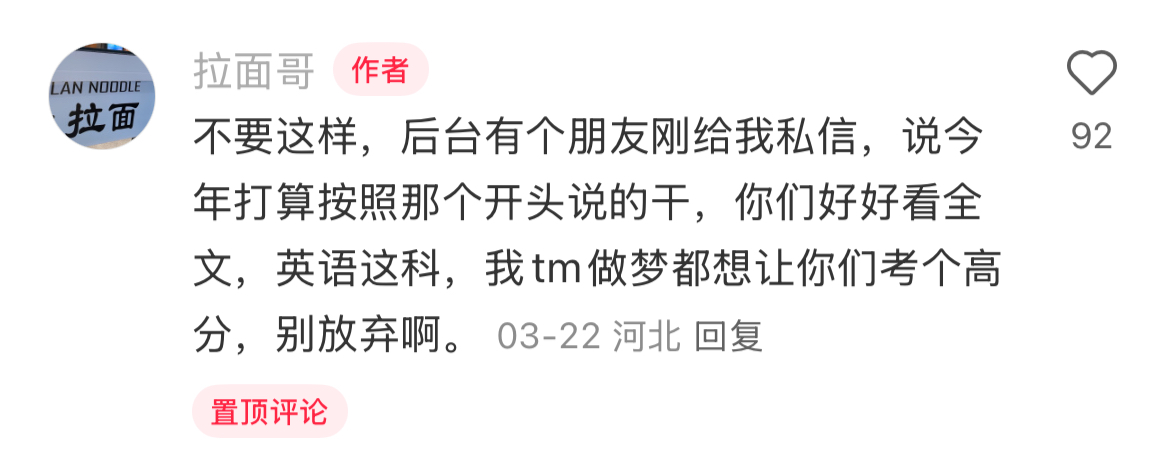 LAN NOODLE
拉面
拉面哥 作者
不要这样，后台有个朋友刚给我私信，说今
92
年打算按照那个开头说的干，你们好好看全
文，英语这科，我tm做梦都想让你们考个高
分，别放弃啊。 03-22 河北 回复
置顶评论